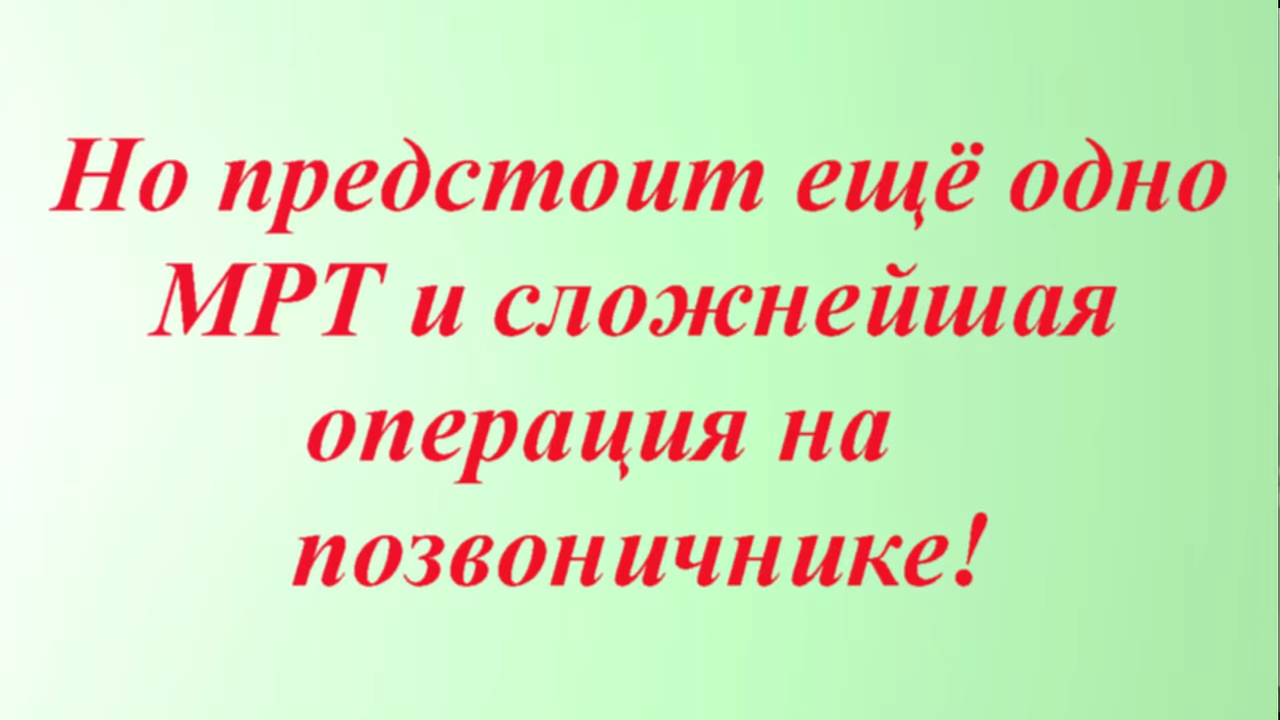 Но предстоит ещё одно
МРТ и сложнейшая
операция на
позвоничнике!